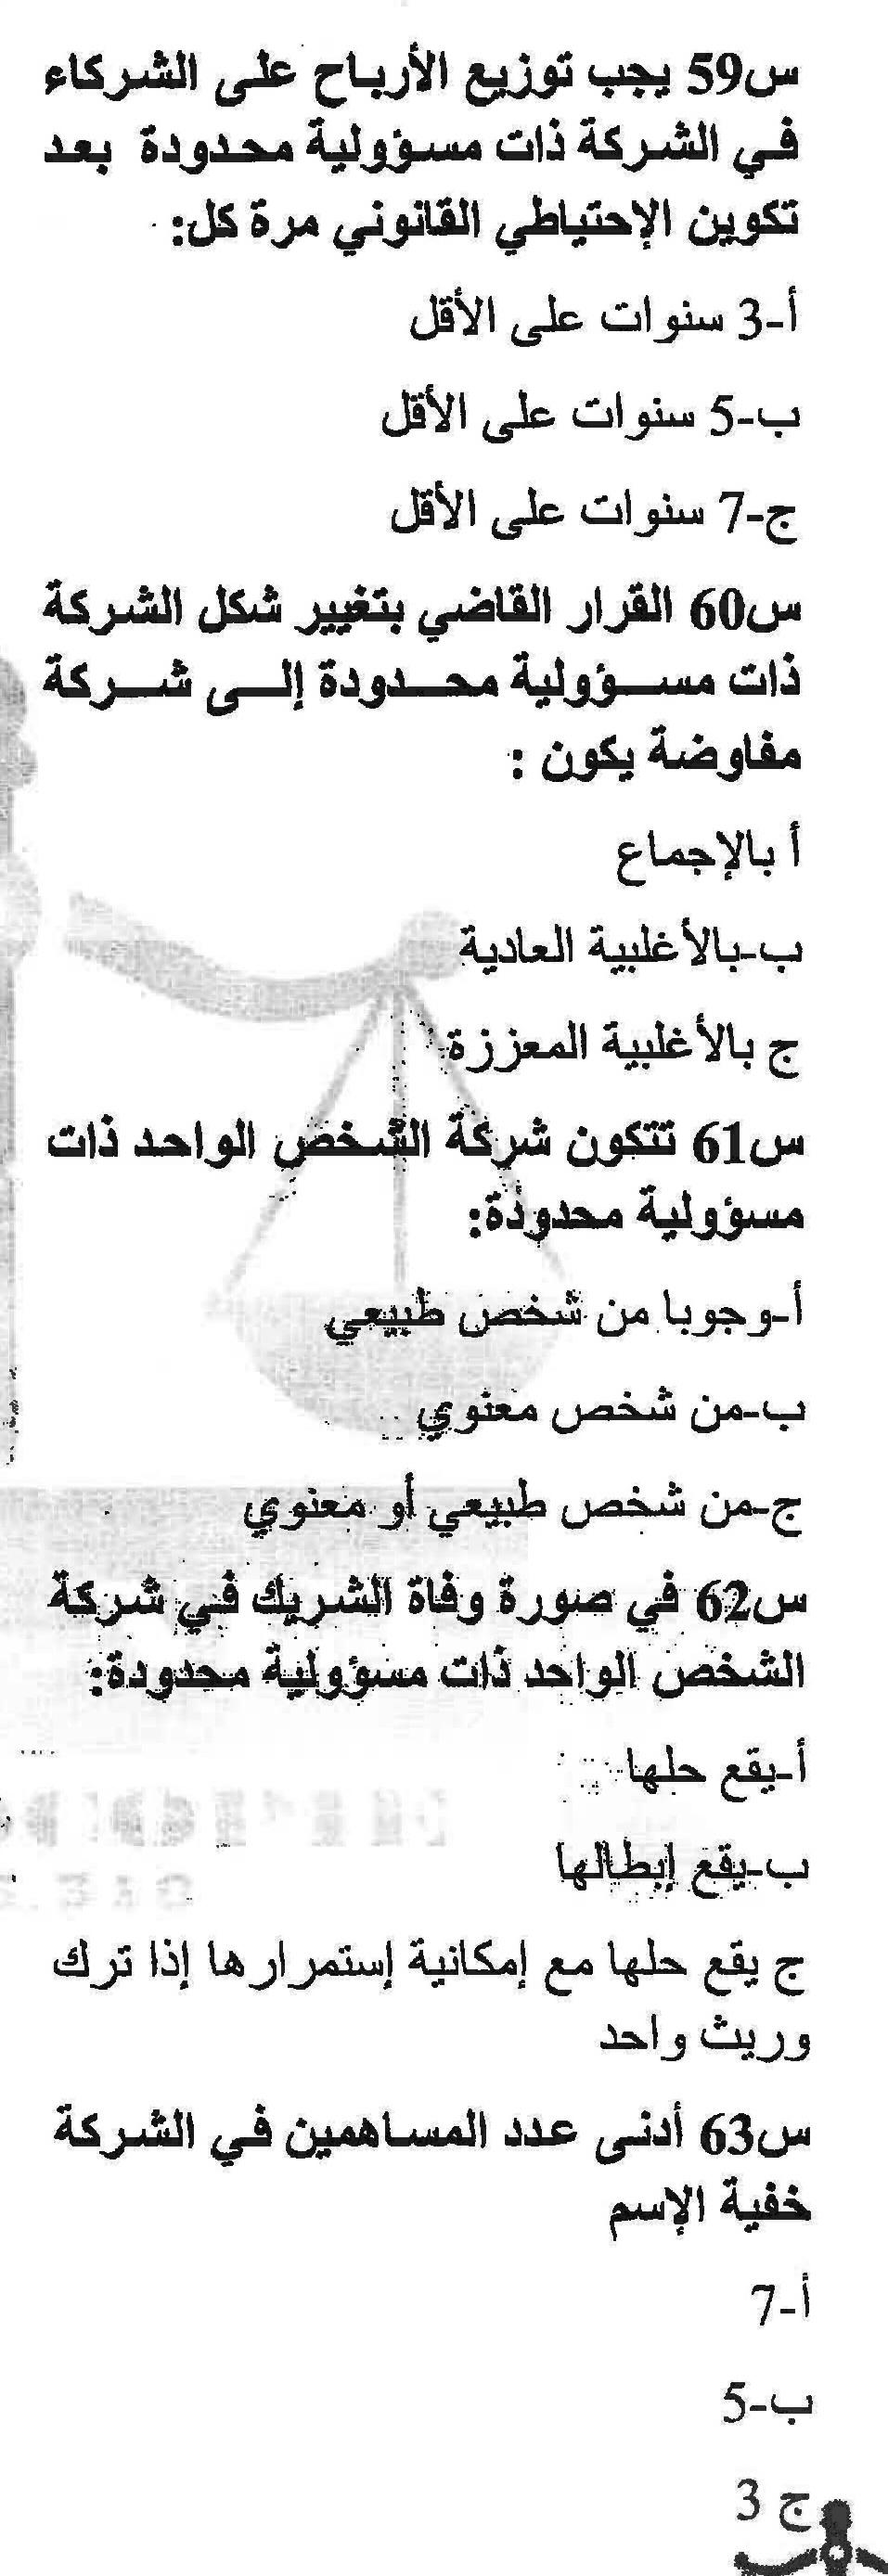 س59 يجب توزيع الأرباح على الشركاء
في الشركة ذات مسؤولية محدودة بعد
تكوين الإحتياطي القانوني مرة كل:
أ-3 سنوات على الأقل
ب-5 سنوات على الأقل
ج-7 سنوات على الأقل
س60 القرار القاضي بتغيير شكل الشركة
ذات مسؤولية محدودة إلى شركة
مفاوضة يكون :
أ بالإجماع
ب-بالأغلبية العادية
ج بالأغلبية المعززة
س61 تتكون شركة الشخص الواحد ذات
مسؤولية محدودة:
أ-وجوبا من شخص طبيعي
ب-من شخص معنوي
ج-من شخص طبيعي أو معنوي
س62 في صورة وفاة الشريك في شركة
الشخص الواحد ذات مسؤولية محدودة:
أ-يقع حلها
ب-يقع إبطالها
ج يقع حلها مع إمكانية إستمرارها إذا ترك
وريث واحد
س63 أدنى عدد المساهمين في الشركة
خفية الإسم
أ-7
ب-5
ج 3